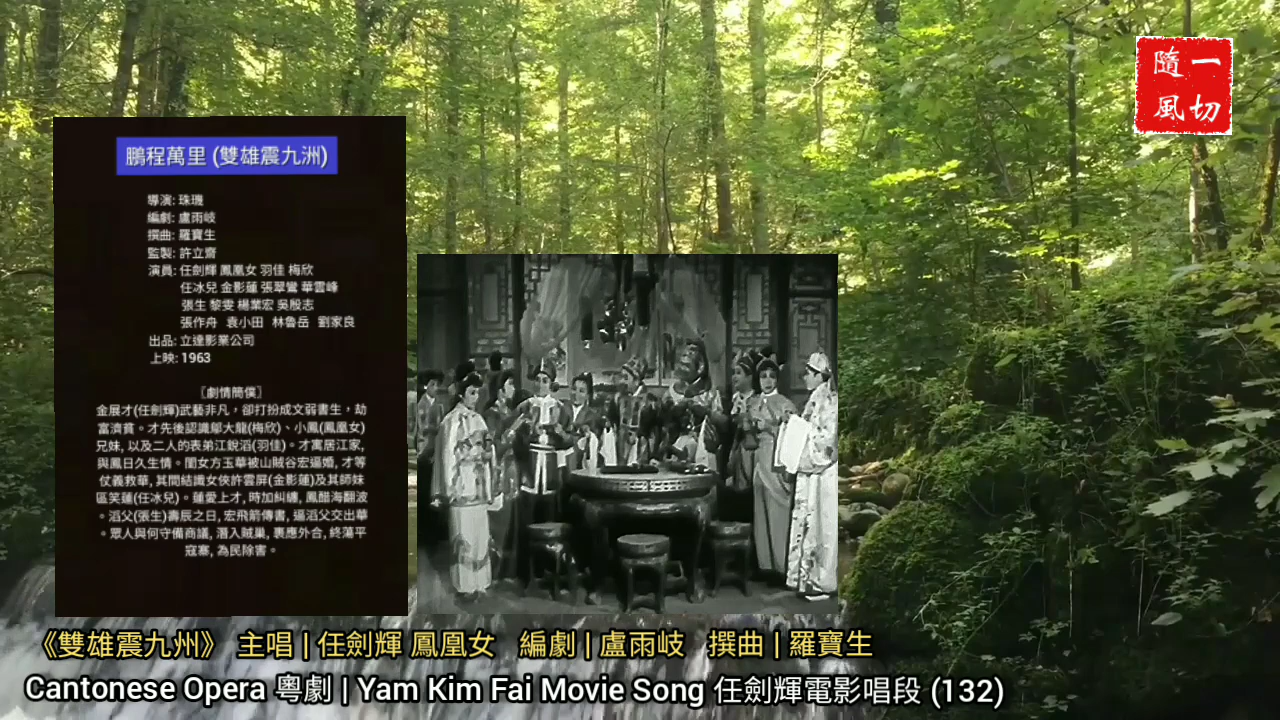 隨一
風切
鵬程萬里 (雙雄震九洲)
導演: 珠璣
編劇: 盧雨岐
撰曲: 羅寶生
監製: 許立齋
演員: 任劍輝 鳳凰女 羽佳 梅欣
任冰兒 金影蓮 張翠鸞 華雲峰
張生 黎雯 楊業宏 吳殷志
張作舟 袁小田 林魯岳 劉家良
出品: 立達影業公司
上映: 1963
〖劇情簡僕〗
金展才(任劍輝)武藝非凡，卻打扮成文弱書生，劫
富濟貧。才先後認識鄔大龍(梅欣)、小鳳(鳳凰女)
兄妹, 以及二人的表弟江銳滔(羽佳)。才寓居江家,
與鳳日久生情。閨女方玉華被山賊谷宏逼婚, 才等
仗義救華, 其間結識女俠許雲屏(金影蓮)及其師妹
區笑蓮(任冰兒)。蓮愛上才, 時加糾纏, 鳳醋海翻波
。滔父(張生)壽辰之日, 宏飛箭傳書, 逼滔父交出華
。眾人與何守備商議, 潛入賊巢, 裏應外合, 終蕩平
寇寨, 為民除害。
《雙雄震九州》 主唱 | 任劍輝 鳳凰女 編劇 | 盧雨岐 撰曲 | 羅寶生
Cantonese Opera 粵劇 | Yam Kim Fai Movie Song 任劍輝電影唱段 (132)